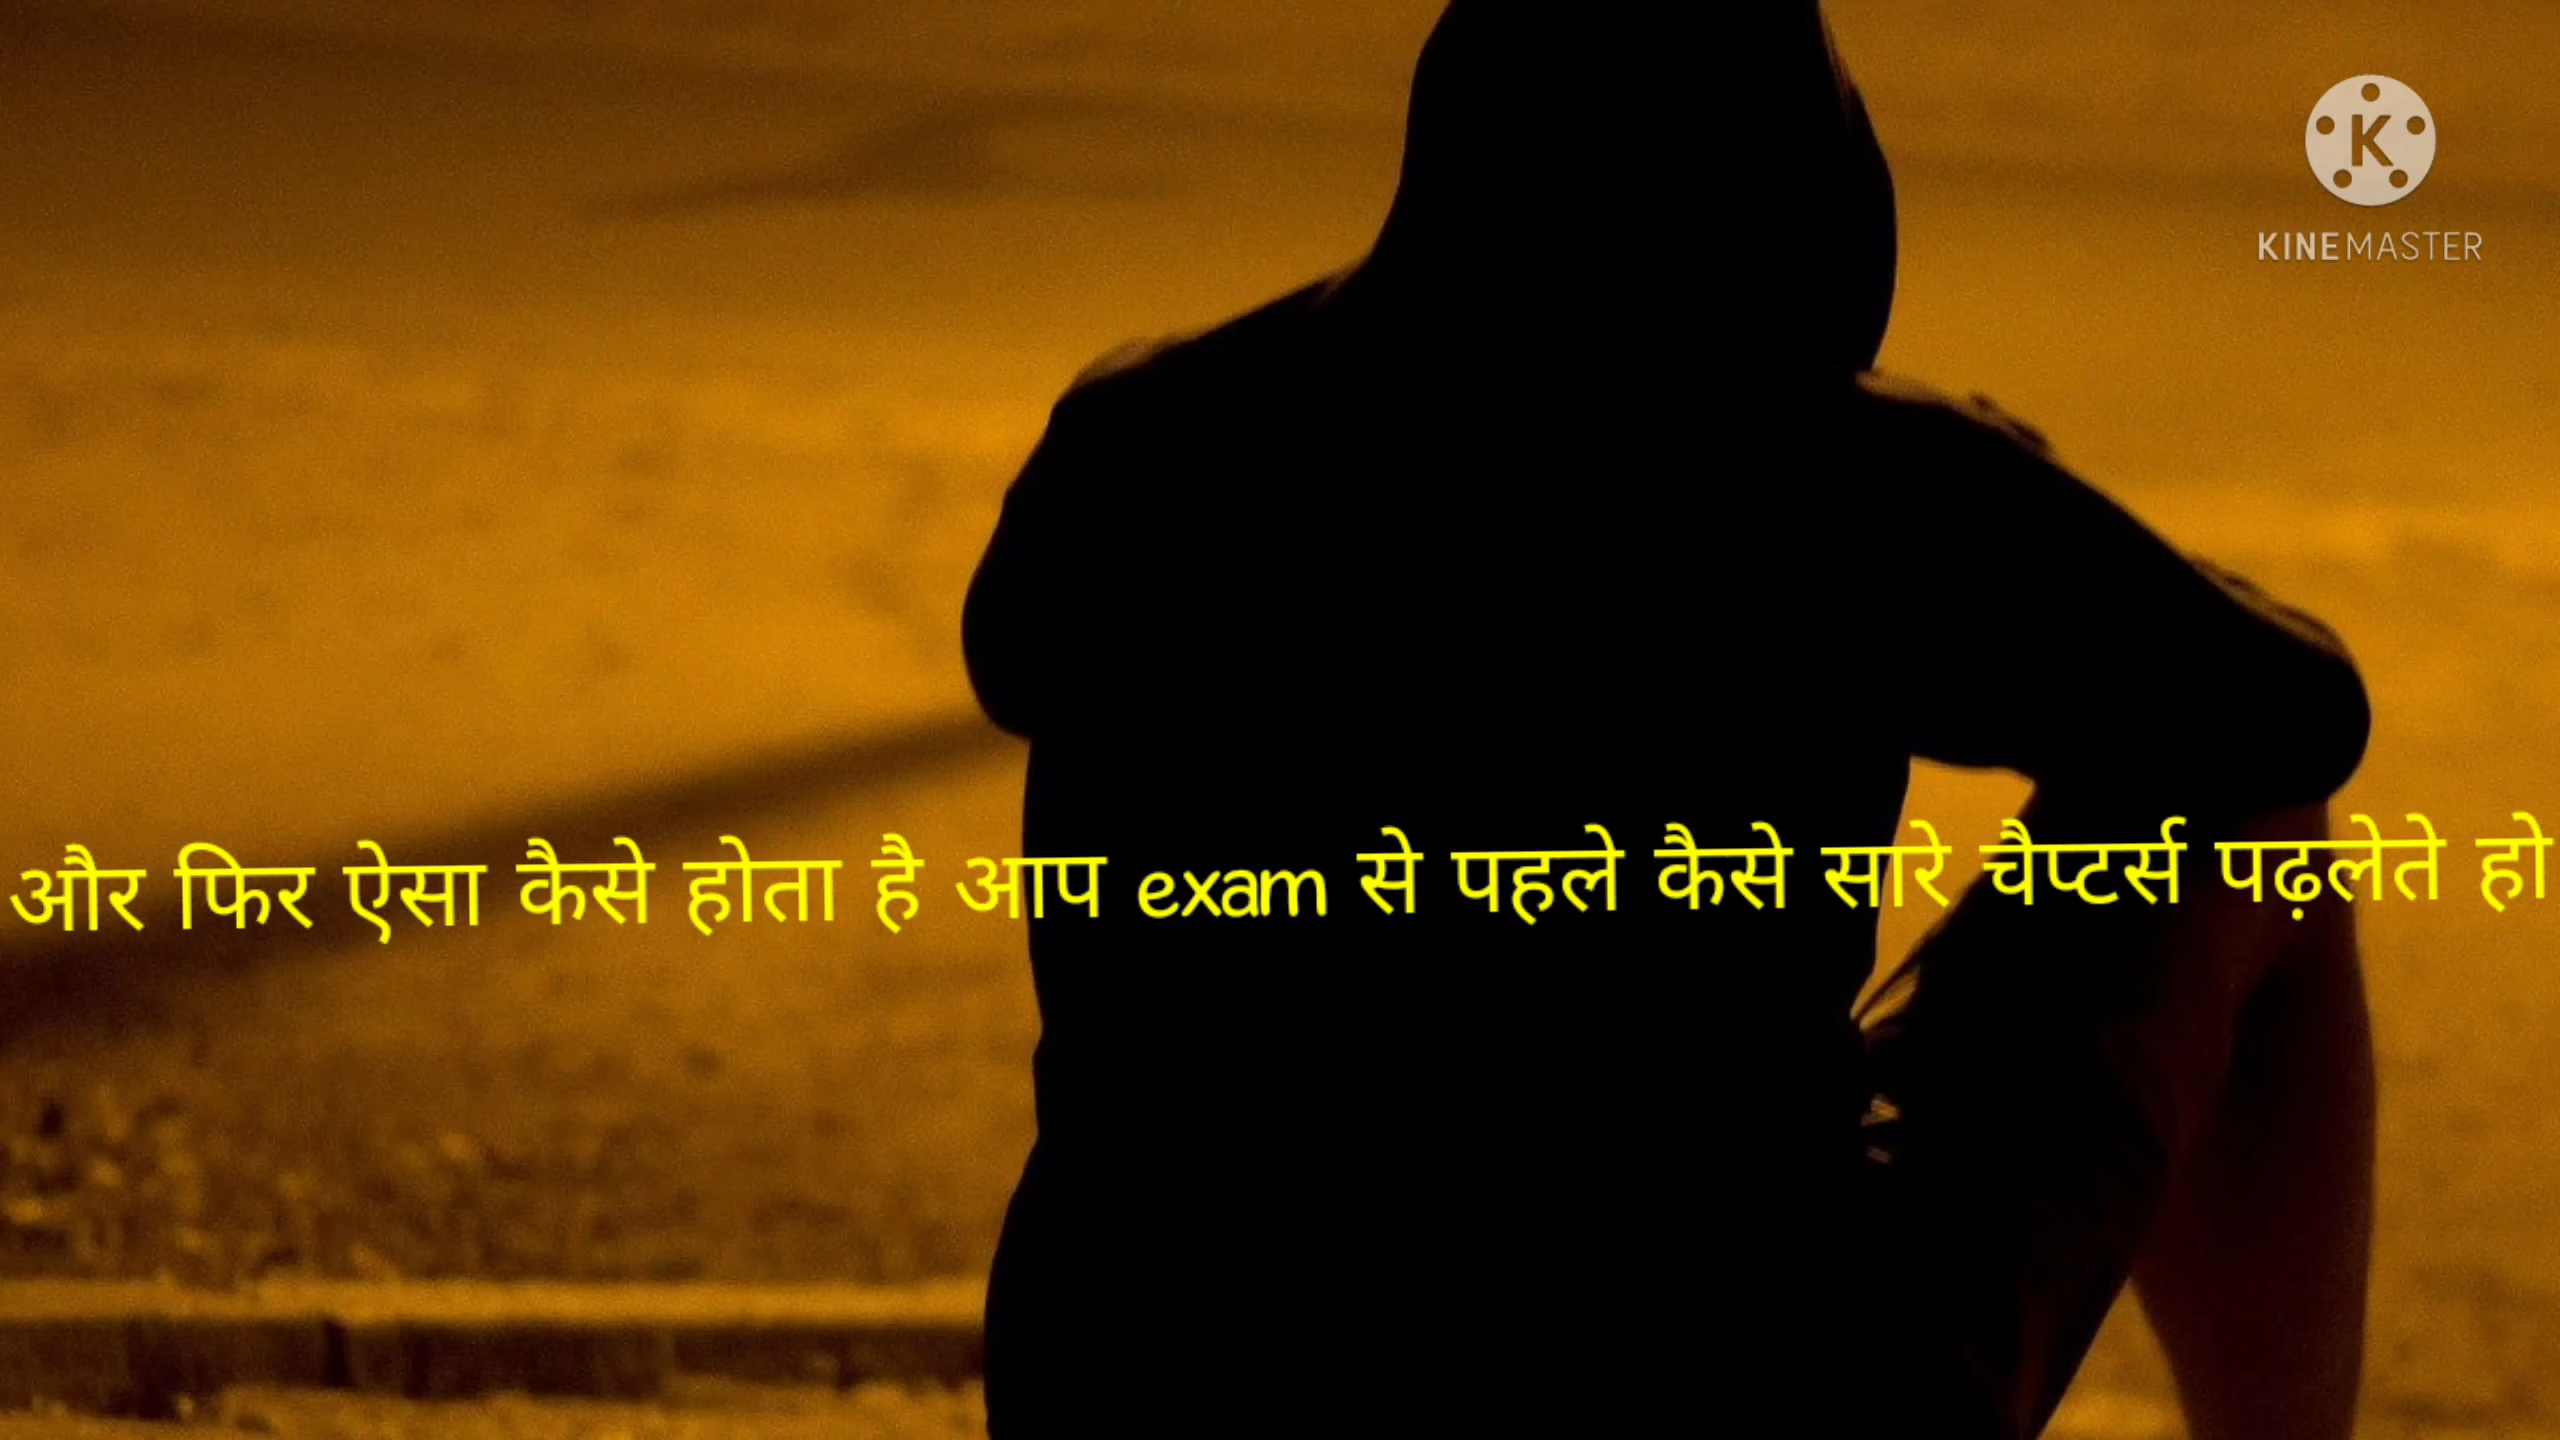 K
KINEMASTER
और फिर ऐसा कैसे होता है आप exam से पहले कैसे सारे चैप्टर्स पढ़लेते हो